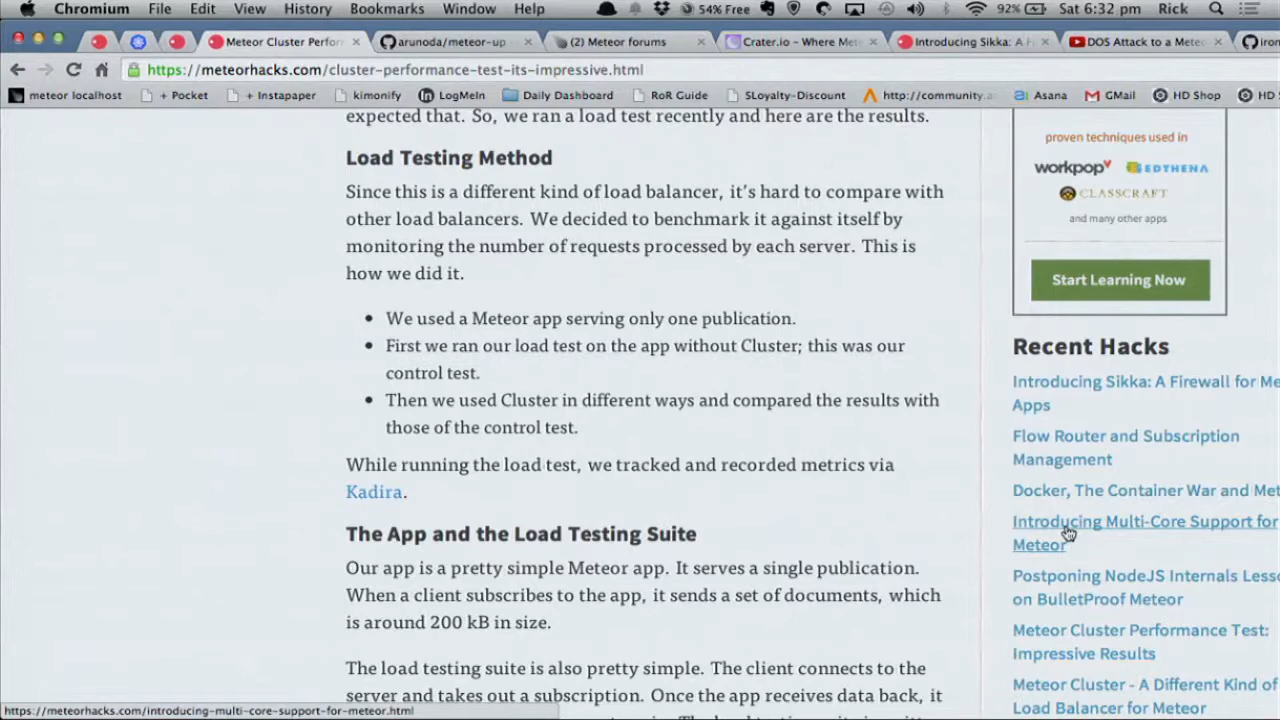 Chromium File Edit View History Bookmarks Window Help 54% Free 92% Sat 6:32 pm Rick
Meteor Cluster Perfor × arunoda/meteor-up × (2) Meteor forums × Crater.io – Where Mete × Introducing Sikka: A F × DOS Attack to a Mete × iron
https://meteorhacks.com/cluster-performance-test-its-impressive.html
meteor localhost + Pocket + Instapaper kimonify LogMeIn Daily Dashboard RoR Guide SLoyalty-Discount http://community.a Asana GMail HD Shop HD S
expected that. So, we ran a load test recently and here are the results.
Load Testing Method
Since this is a different kind of load balancer, it’s hard to compare with
other load balancers. We decided to benchmark it against itself by
monitoring the number of requests processed by each server. This is
how we did it.
• We used a Meteor app serving only one publication.
• First we ran our load test on the app without Cluster; this was our
control test.
• Then we used Cluster in different ways and compared the results with
those of the control test.
While running the load test, we tracked and recorded metrics via
Kadira.
The App and the Load Testing Suite
Our app is a pretty simple Meteor app. It serves a single publication.
When a client subscribes to the app, it sends a set of documents, which
is around 200 kB in size.
The load testing suite is also pretty simple. The client connects to the
server and takes out a subscription. Once the app receives data back, it
proven techniques used in
workpop EDTHENA
CLASSCRAFT
and many other apps
Start Learning Now
Recent Hacks
Introducing Sikka: A Firewall for Me
Apps
Flow Router and Subscription
Management
Docker, The Container War and Met
Introducing Multi-Core Support for
Meteor
Postponing NodeJS Internals Less
on BulletProof Meteor
Meteor Cluster Performance Test:
Impressive Results
Meteor Cluster - A Different Kind of
Load Balancer for Meteor
https://meteorhacks.com/introducing-multi-core-support-for-meteor.html